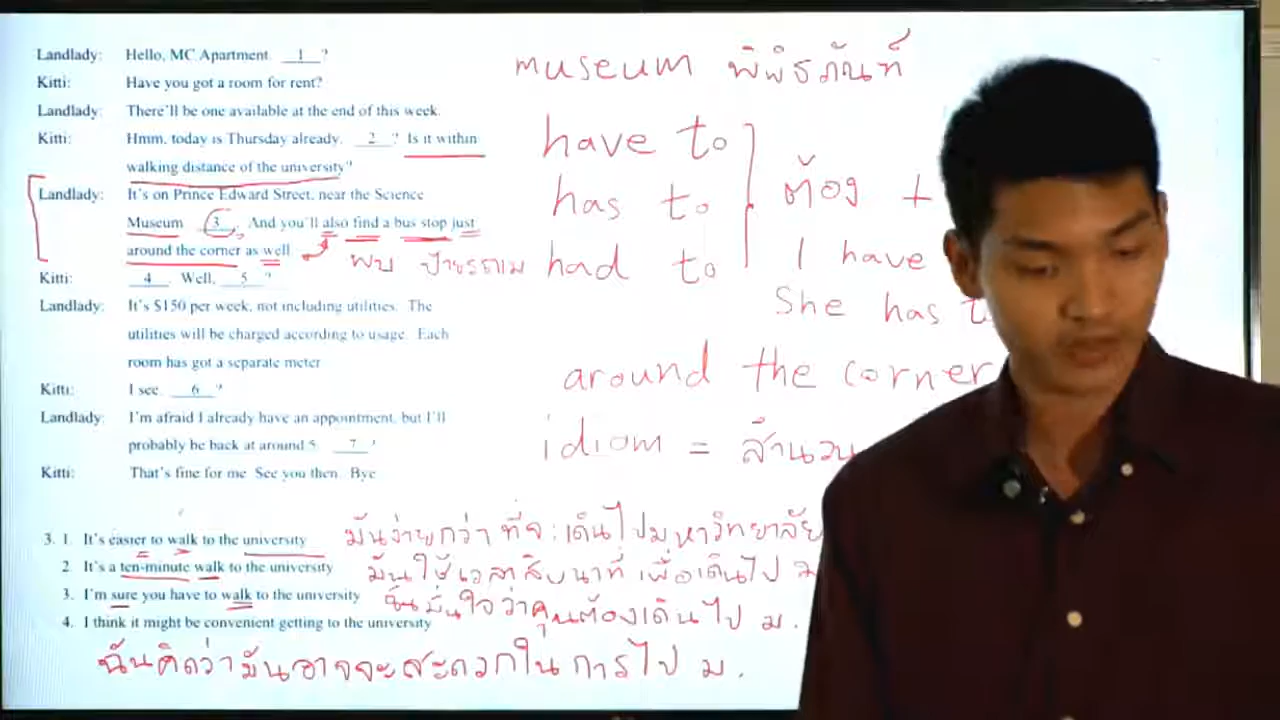 Landlady: Hello, MC Apartment. 1 ?
Kitti: Have you got a room for rent?
Landlady: There'll be one available at the end of this week.
Kitti: Hmm, today is Thursday already. 2 ? Is it within
walking distance of the university?
Landlady: It's on Prince Edward Street, near the Science
Museum. 3 . And you'll also find a bus stop just
around the corner as well
Kitti: 4 . Well, 5 ?
Landlady: It's $150 per week, not including utilities. The
utilities will be charged according to usage. Each
room has got a separate meter
Kitti: I see. 6 ?
Landlady: I'm afraid I already have an appointment, but I'll
probably be back at around 5. 7 ?
Kitti: That's fine for me. See you then. Bye
3. 1. It's easier to walk to the university
2. It's a ten-minute walk to the university
3. I'm sure you have to walk to the university
4. I think it might be convenient getting to the university
museum พิพิธภัณฑ์
have to
has to
had to
ต้อง +
I have
She has t
พบ ป้ายรถเม
around the corner
idiom = สำนวน
มันง่ายกว่า ที่จะเดินไปมหาวิทยาลัย
มันใช้เวลาสิบนาที เพื่อเดินไป ม
ฉันมั่นใจว่าคุณต้องเดินไป ม.
ฉันคิดว่ามันอาจจะสะดวกในการไป ม.